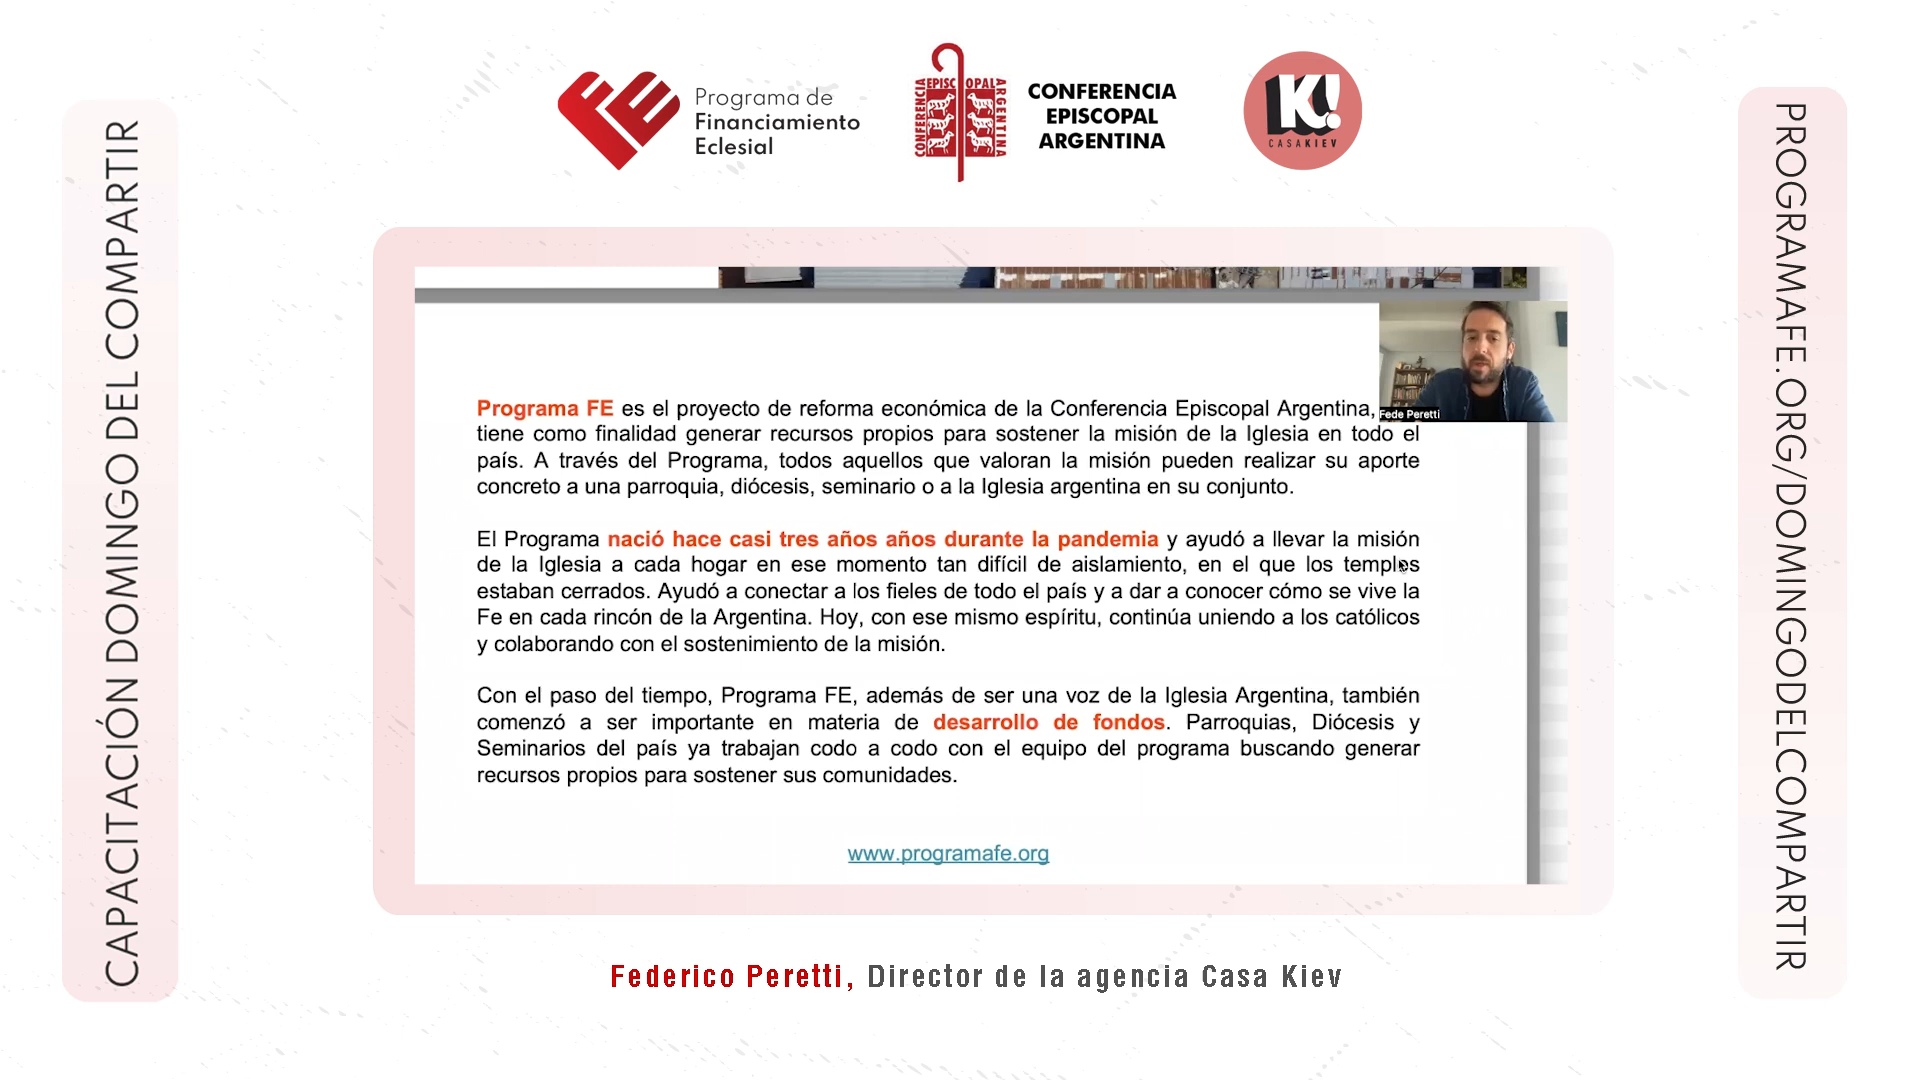 Programa de
Financiamiento
Eclesial
CONFERENCIA
EPISCOPAL
ARGENTINA
CONFERENCIA
EPISCOPAL
ARGENTINA
K!
CASAKIEV
CAPACITACIÓN DOMINGO DEL COMPARTIR
PROGRAMAFE.ORG/DOMINGODELCOMPARTIR
Fede Peretti
Programa FE es el proyecto de reforma económica de la Conferencia Episcopal Argentina,
tiene como finalidad generar recursos propios para sostener la misión de la Iglesia en todo el
país. A través del Programa, todos aquellos que valoran la misión pueden realizar su aporte
concreto a una parroquia, diócesis, seminario o a la Iglesia argentina en su conjunto.
El Programa nació hace casi tres años años durante la pandemia y ayudó a llevar la misión
de la Iglesia a cada hogar en ese momento tan difícil de aislamiento, en el que los templos
estaban cerrados. Ayudó a conectar a los fieles de todo el país y a dar a conocer cómo se vive la
Fe en cada rincón de la Argentina. Hoy, con ese mismo espíritu, continúa uniendo a los católicos
y colaborando con el sostenimiento de la misión.
Con el paso del tiempo, Programa FE, además de ser una voz de la Iglesia Argentina, también
comenzó a ser importante en materia de desarrollo de fondos. Parroquias, Diócesis y
Seminarios del país ya trabajan codo a codo con el equipo del programa buscando generar
recursos propios para sostener sus comunidades.
www.programafe.org
Federico Peretti, Director de la agencia Casa Kiev